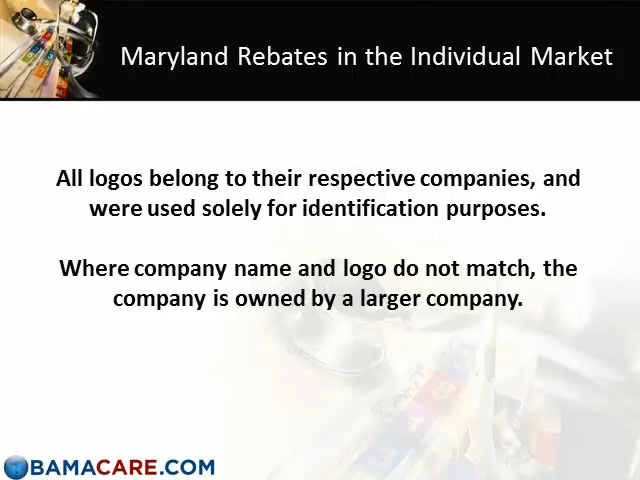 Maryland Rebates in the Individual Market
All logos belong to their respective companies, and
were used solely for identification purposes.
Where company name and logo do not match, the
company is owned by a larger company.
OBAMACARE.COM